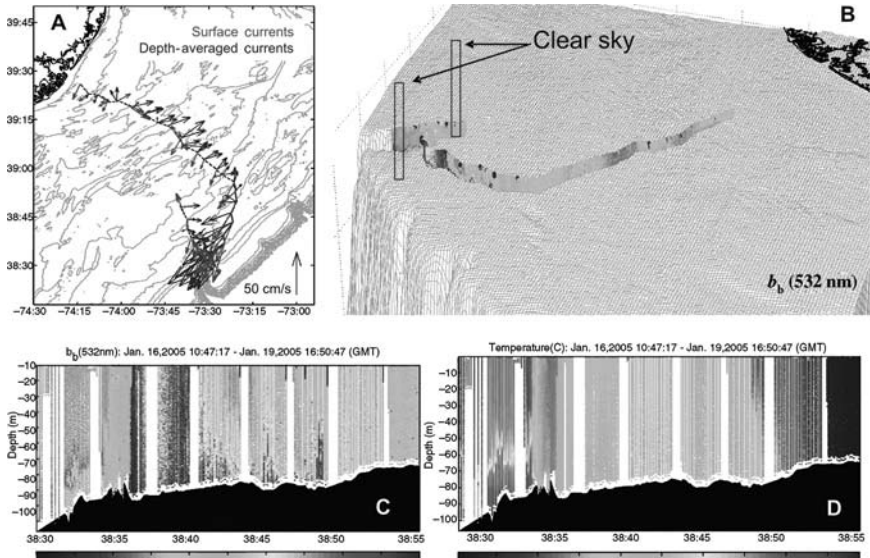 A
Surface currents
Depth-averaged currents
39:45
39:30
39:15
39:00
38:45
38:30
50 cm/s
−74:30 −74:15 −74:00 −73:45 −73:30 −73:15 −73:00
B
Clear sky
b_b (532 nm)
b_b(532nm): Jan. 16,2005 10:47:17 - Jan. 19,2005 16:50:47 (GMT)
Depth (m)
−10
−20
−30
−40
−50
−60
−70
−80
−90
−100
C
38:30 38:35 38:40 38:45 38:50 38:55
Temperature(C): Jan. 16,2005 10:47:17 - Jan. 19,2005 16:50:47 (GMT)
Depth (m)
−10
−20
−30
−40
−50
−60
−70
−80
−90
−100
D
38:30 38:35 38:40 38:45 38:50 38:55